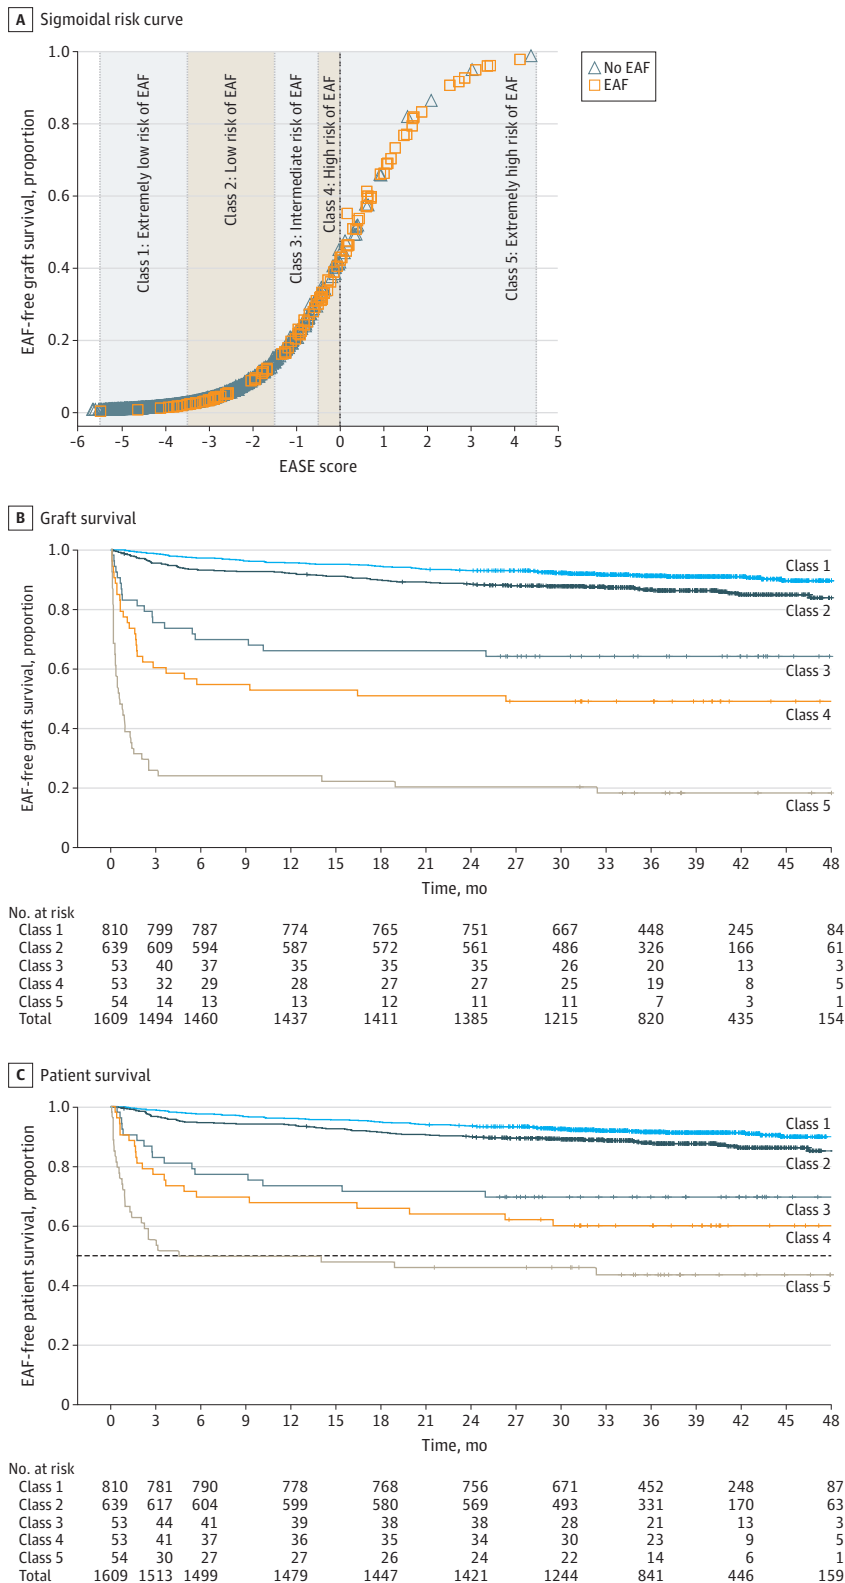 A Sigmoidal risk curve
EAF-free graft survival, proportion
1.0
0.8
0.6
0.4
0.2
0
Class 1: Extremely low risk of EAF
Class 2: Low risk of EAF
Class 3: Intermediate risk of EAF
Class 4: High risk of EAF
Class 5: Extremely high risk of EAF
No EAF
EAF
-6 -5 -4 -3 -2 -1 0 1 2 3 4 5
EASE score
B Graft survival
EAF-free graft survival, proportion
1.0
0.8
0.6
0.4
0.2
0
Class 1
Class 2
Class 3
Class 4
Class 5
0 3 6 9 12 15 18 21 24 27 30 33 36 39 42 45 48
Time, mo
No. at risk
Class 1 810 799 787 774 765 751 667 448 245 84
Class 2 639 609 594 587 572 561 486 326 166 61
Class 3 53 40 37 35 35 35 26 20 13 3
Class 4 53 32 29 28 27 27 25 19 8 5
Class 5 54 14 13 13 12 11 11 7 3 1
Total 1609 1494 1460 1437 1411 1385 1215 820 435 154
C Patient survival
EAF-free patient survival, proportion
1.0
0.8
0.6
0.4
0.2
0
Class 1
Class 2
Class 3
Class 4
Class 5
0 3 6 9 12 15 18 21 24 27 30 33 36 39 42 45 48
Time, mo
No. at risk
Class 1 810 781 790 778 768 756 671 452 248 87
Class 2 639 617 604 599 580 569 493 331 170 63
Class 3 53 44 41 39 38 38 28 21 13 3
Class 4 53 41 37 36 35 34 30 23 9 5
Class 5 54 30 27 27 26 24 22 14 6 1
Total 1609 1513 1499 1479 1447 1421 1244 841 446 159